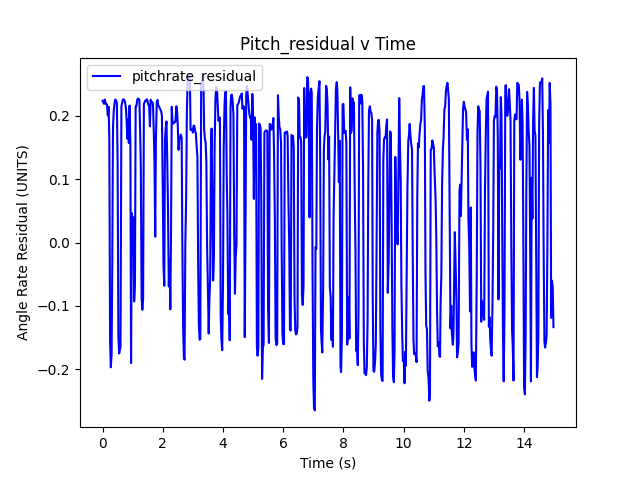 Pitch_residual v Time
pitchrate_residual
Angle Rate Residual (UNITS)
0.2
0.1
0.0
−0.1
−0.2
0 2 4 6 8 10 12 14
Time (s)